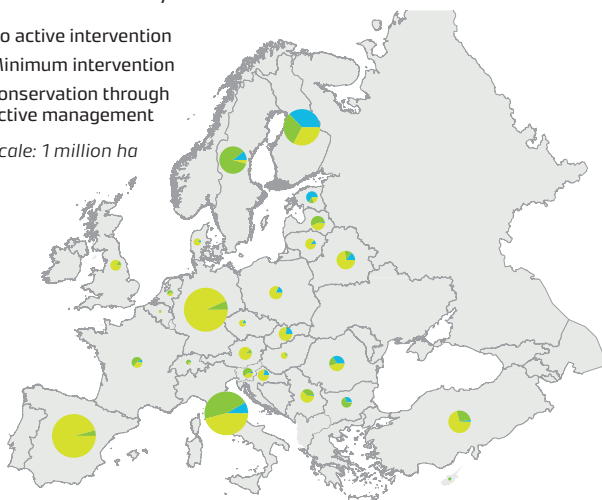 o active intervention
Minimum intervention
onservation through
ctive management
cale: 1 million ha